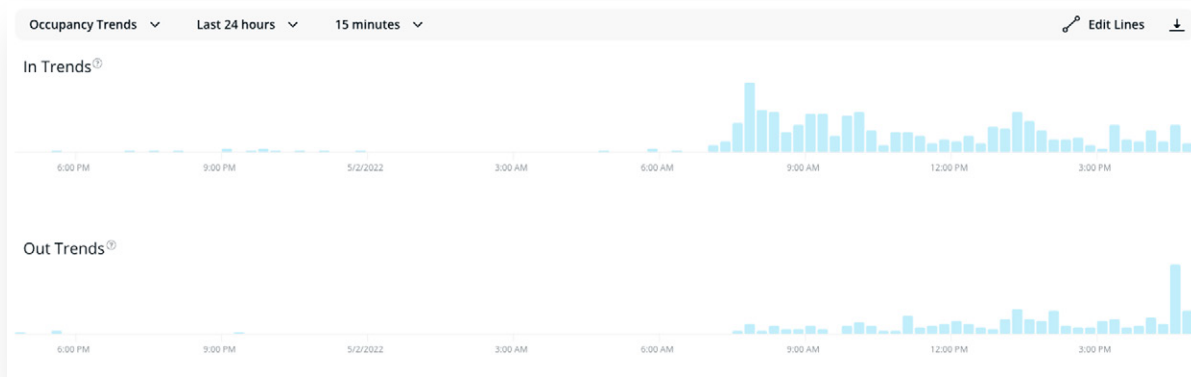 Occupancy Trends Last 24 hours 15 minutes Edit Lines
In Trends?
6:00 PM 9:00 PM 5/2/2022 3:00 AM 6:00 AM 9:00 AM 12:00 PM 3:00 PM
Out Trends?
6:00 PM 9:00 PM 5/2/2022 3:00 AM 6:00 AM 9:00 AM 12:00 PM 3:00 PM